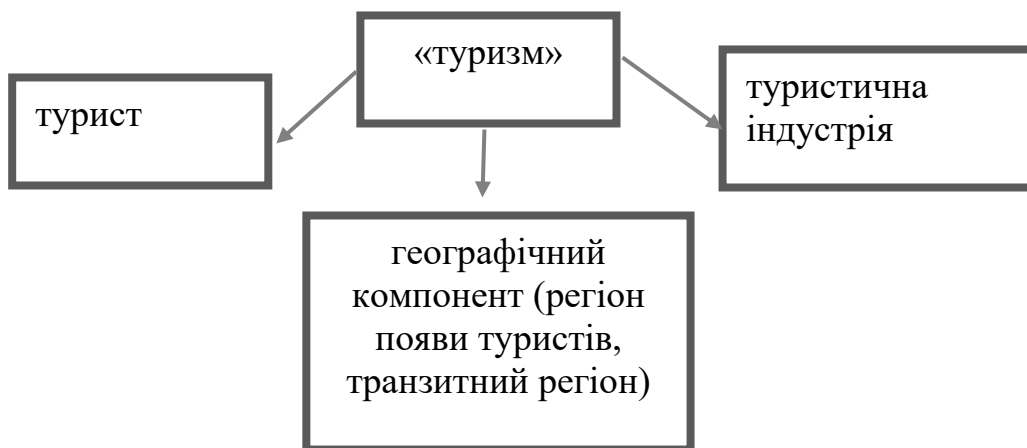 «туризм»
турист
туристична
індустрія
географічний
компонент (регіон
появи туристів,
транзитний регіон)